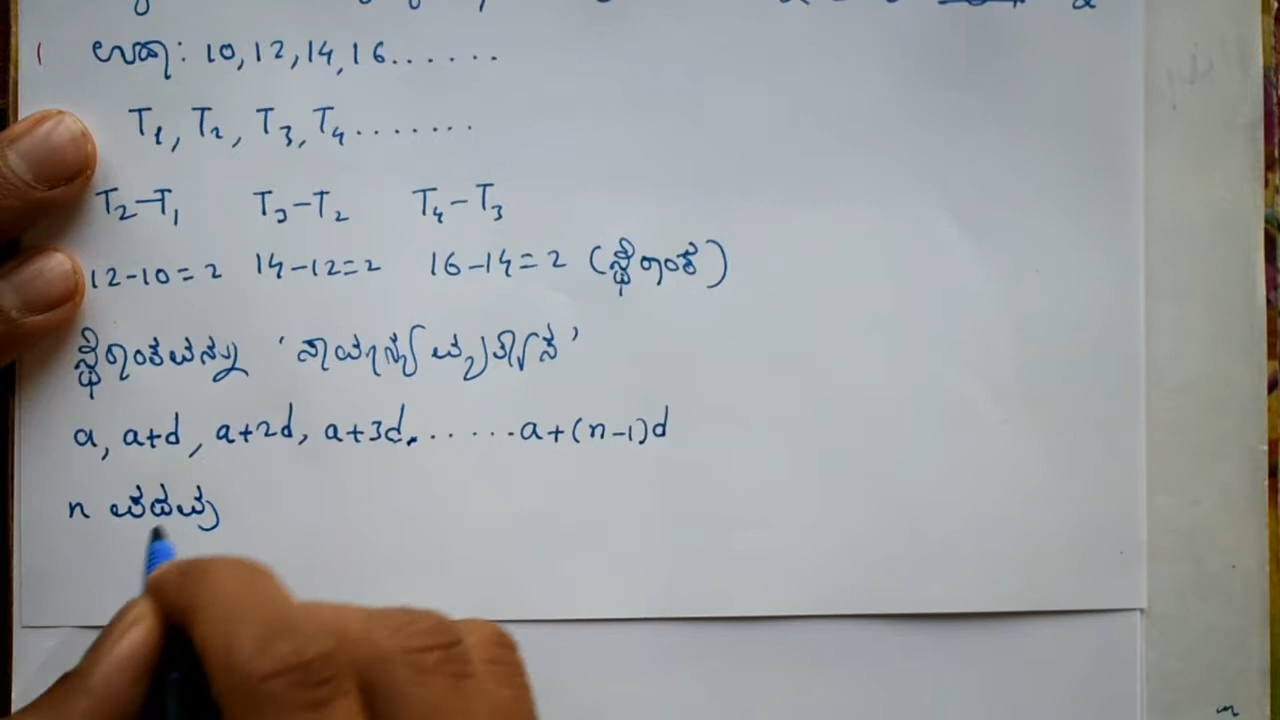 ಉದಾ: 10, 12, 14, 16......
T₁, T₂, T₃, T₄.......
T₂-T₁ T₃-T₂ T₄-T₃
12-10=2 14-12=2 16-14=2 (ಸ್ಥಿರಾಂಕ)
ಸ್ಥಿರಾಂಕವನ್ನು 'ಸಾಮಾನ್ಯ ವ್ಯತ್ಯಾಸ'
a, a+d, a+2d, a+3d.......a+(n-1)d
n ಪದವು